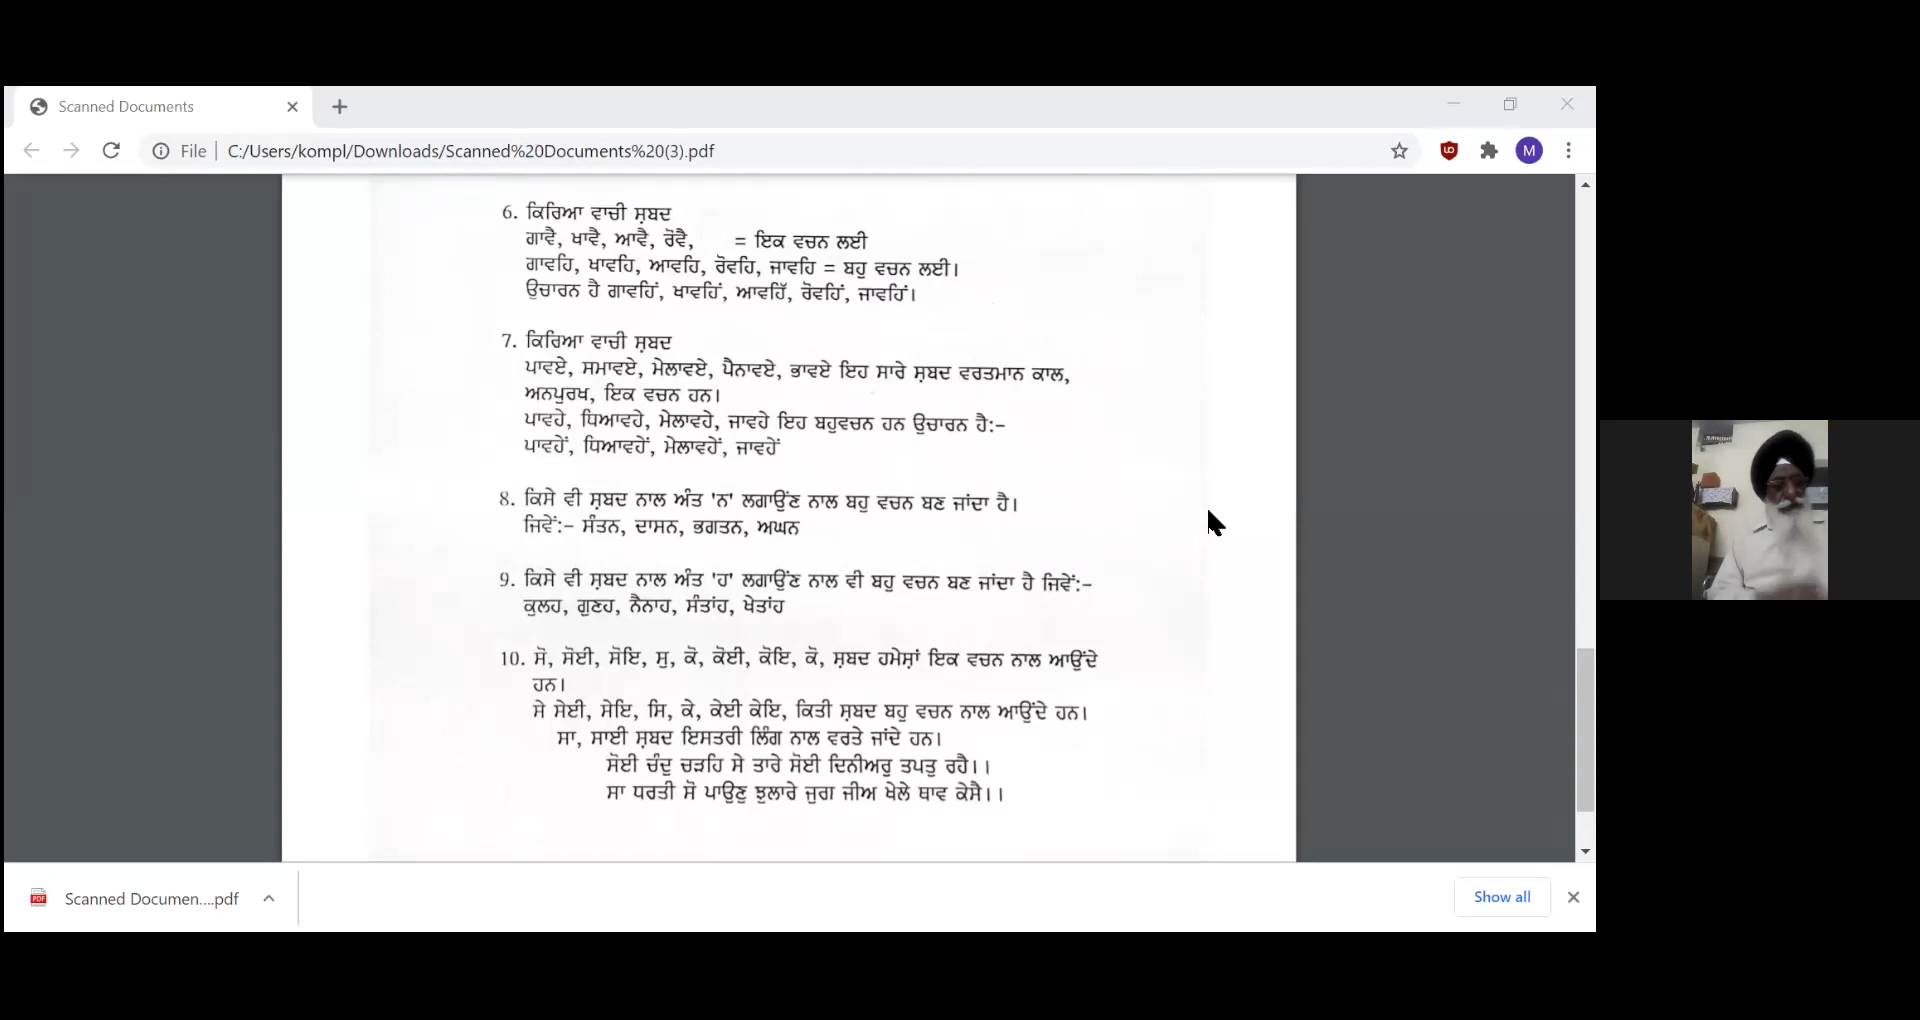 Scanned Documents
File
C:/Users/kompl/Downloads/Scanned%20Documents%20(3).pdf
M
6. ਕਿਰਿਆ ਵਾਚੀ ਸ਼ਬਦ
ਗਾਵੈ, ਖਾਵੈ, ਆਵੈ, ਰੋਵੈ, = ਇਕ ਵਚਨ ਲਈ
ਗਾਵਹਿ, ਖਾਵਹਿ, ਆਵਹਿ, ਰੋਵਹਿ, ਜਾਵਹਿ = ਬਹੁ ਵਚਨ ਲਈ।
ਉਚਾਰਨ ਹੈ ਗਾਵਹਿਂ, ਖਾਵਹਿਂ, ਆਵਹਿਂ, ਰੋਵਹਿਂ, ਜਾਵਹਿਂ।
7. ਕਿਰਿਆ ਵਾਚੀ ਸ਼ਬਦ
ਪਾਵਏ, ਸਮਾਵਏ, ਮੇਲਾਵਏ, ਪੈਨਾਵਏ, ਭਾਵਏ ਇਹ ਸਾਰੇ ਸ਼ਬਦ ਵਰਤਮਾਨ ਕਾਲ,
ਅਨਪੁਰਖ, ਇਕ ਵਚਨ ਹਨ।
ਪਾਵਹੇ, ਧਿਆਵਹੇ, ਮੇਲਾਵਹੇ, ਜਾਵਹੇ ਇਹ ਬਹੁਵਚਨ ਹਨ ਉਚਾਰਨ ਹੈ:-
ਪਾਵਹੇਂ, ਧਿਆਵਹੇਂ, ਮੇਲਾਵਹੇਂ, ਜਾਵਹੇਂ
8. ਕਿਸੇ ਵੀ ਸ਼ਬਦ ਨਾਲ ਅੰਤ 'ਨ' ਲਗਾਉਂਣ ਨਾਲ ਬਹੁ ਵਚਨ ਬਣ ਜਾਂਦਾ ਹੈ।
ਜਿਵੇਂ:- ਸੰਤਨ, ਦਾਸਨ, ਭਗਤਨ, ਅਘਨ
9. ਕਿਸੇ ਵੀ ਸ਼ਬਦ ਨਾਲ ਅੰਤ 'ਹ' ਲਗਾਉਂਣ ਨਾਲ ਵੀ ਬਹੁ ਵਚਨ ਬਣ ਜਾਂਦਾ ਹੈ ਜਿਵੇਂ:-
ਕੁਲਹ, ਗੁਣਹ, ਨੈਨਾਹ, ਸੰਤਾਂਹ, ਖੇਤਾਂਹ
10. ਸੋ, ਸੋਈ, ਸੋਇ, ਸੁ, ਕੋ, ਕੋਈ, ਕੋਇ, ਕੋ, ਸ਼ਬਦ ਹਮੇਸ਼ਾਂ ਇਕ ਵਚਨ ਨਾਲ ਆਉਂਦੇ
ਹਨ।
ਸੇ ਸੇਈ, ਸੇਇ, ਸਿ, ਕੇ, ਕੇਈ ਕੇਇ, ਕਿਤੀ ਸ਼ਬਦ ਬਹੁ ਵਚਨ ਨਾਲ ਆਉਂਦੇ ਹਨ।
ਸਾ, ਸਾਈ ਸ਼ਬਦ ਇਸਤਰੀ ਲਿੰਗ ਨਾਲ ਵਰਤੇ ਜਾਂਦੇ ਹਨ।
ਸੋਈ ਚੰਦੁ ਚੜਹਿ ਸੇ ਤਾਰੇ ਸੋਈ ਦਿਨੀਅਰੁ ਤਪਤੁ ਰਹੈ।।
ਸਾ ਧਰਤੀ ਸੋ ਪਾਉਣੁ ਝੁਲਾਰੇ ਜੁਗ ਜੀਅ ਖੇਲੇ ਥਾਵ ਕੇਸੈ।।
Scanned Documen....pdf
Show all